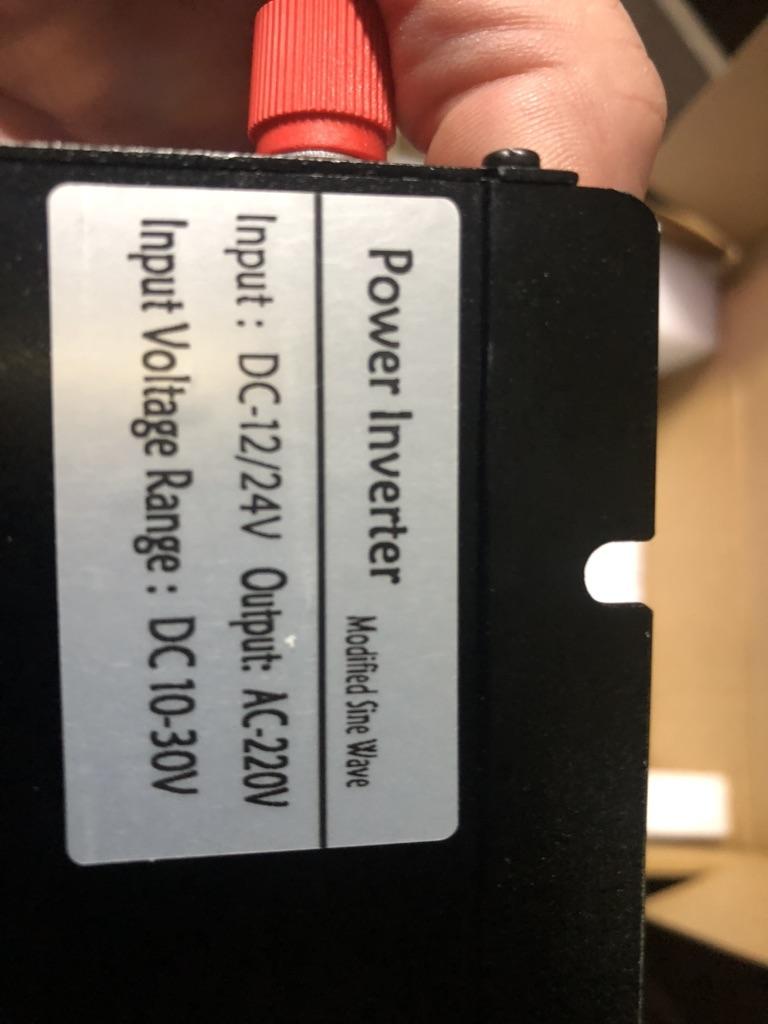 Power Inverter Modified Sine Wave
Input : DC-12/24V Output: AC-220V
Input Voltage Range : DC 10-30V